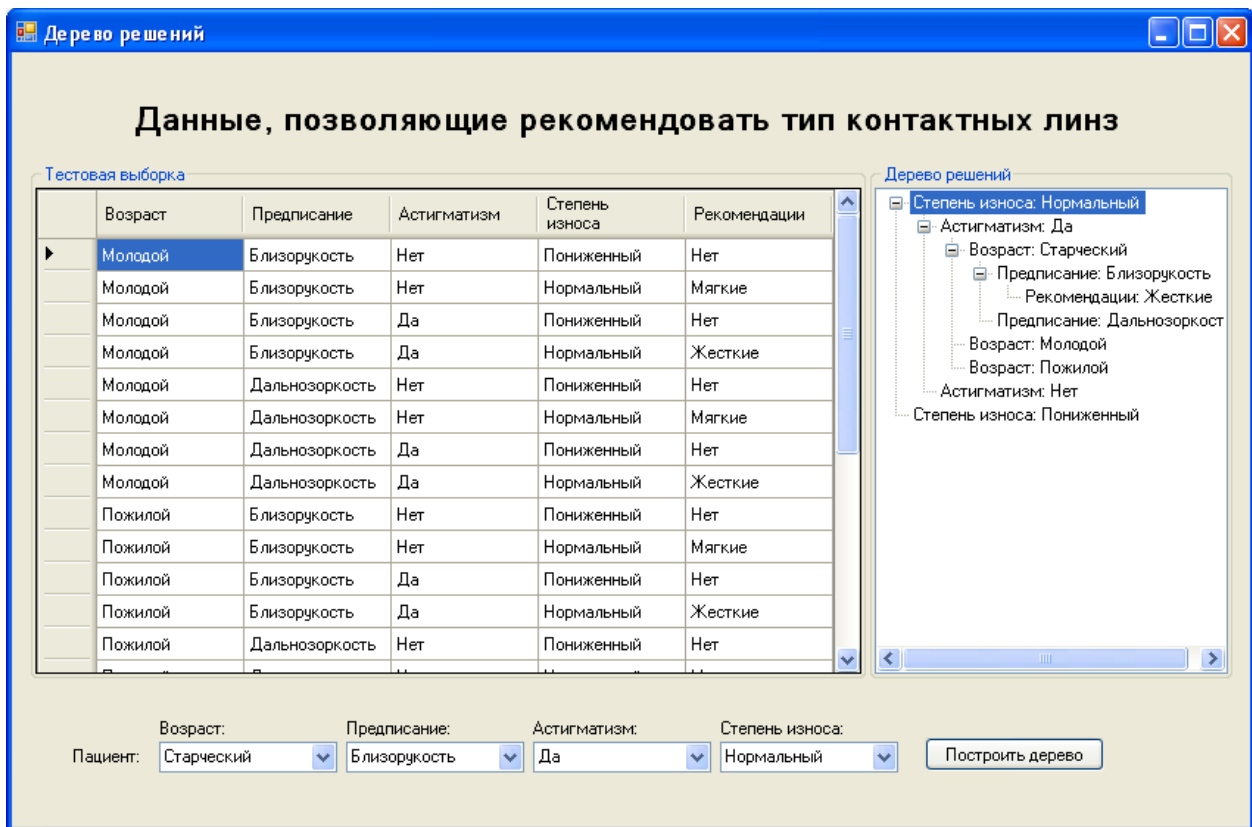 Дерево решений
Данные, позволяющие рекомендовать тип контактных линз
Тестовая выборка
Возраст Предписание Астигматизм Степень износа Рекомендации
Молодой Близорукость Нет Пониженный Нет
Молодой Близорукость Нет Нормальный Мягкие
Молодой Близорукость Да Пониженный Нет
Молодой Близорукость Да Нормальный Жесткие
Молодой Дальнозоркость Нет Пониженный Нет
Молодой Дальнозоркость Нет Нормальный Мягкие
Молодой Дальнозоркость Да Пониженный Нет
Молодой Дальнозоркость Да Нормальный Жесткие
Пожилой Близорукость Нет Пониженный Нет
Пожилой Близорукость Нет Нормальный Мягкие
Пожилой Близорукость Да Пониженный Нет
Пожилой Близорукость Да Нормальный Жесткие
Пожилой Дальнозоркость Нет Пониженный Нет
Дерево решений
Степень износа: Нормальный
Астигматизм: Да
Возраст: Старческий
Предписание: Близорукость
Рекомендации: Жесткие
Предписание: Дальнозоркост
Возраст: Молодой
Возраст: Пожилой
Астигматизм: Нет
Степень износа: Пониженный
Возраст: Предписание: Астигматизм: Степень износа:
Пациент: Старческий Близорукость Да Нормальный Построить дерево